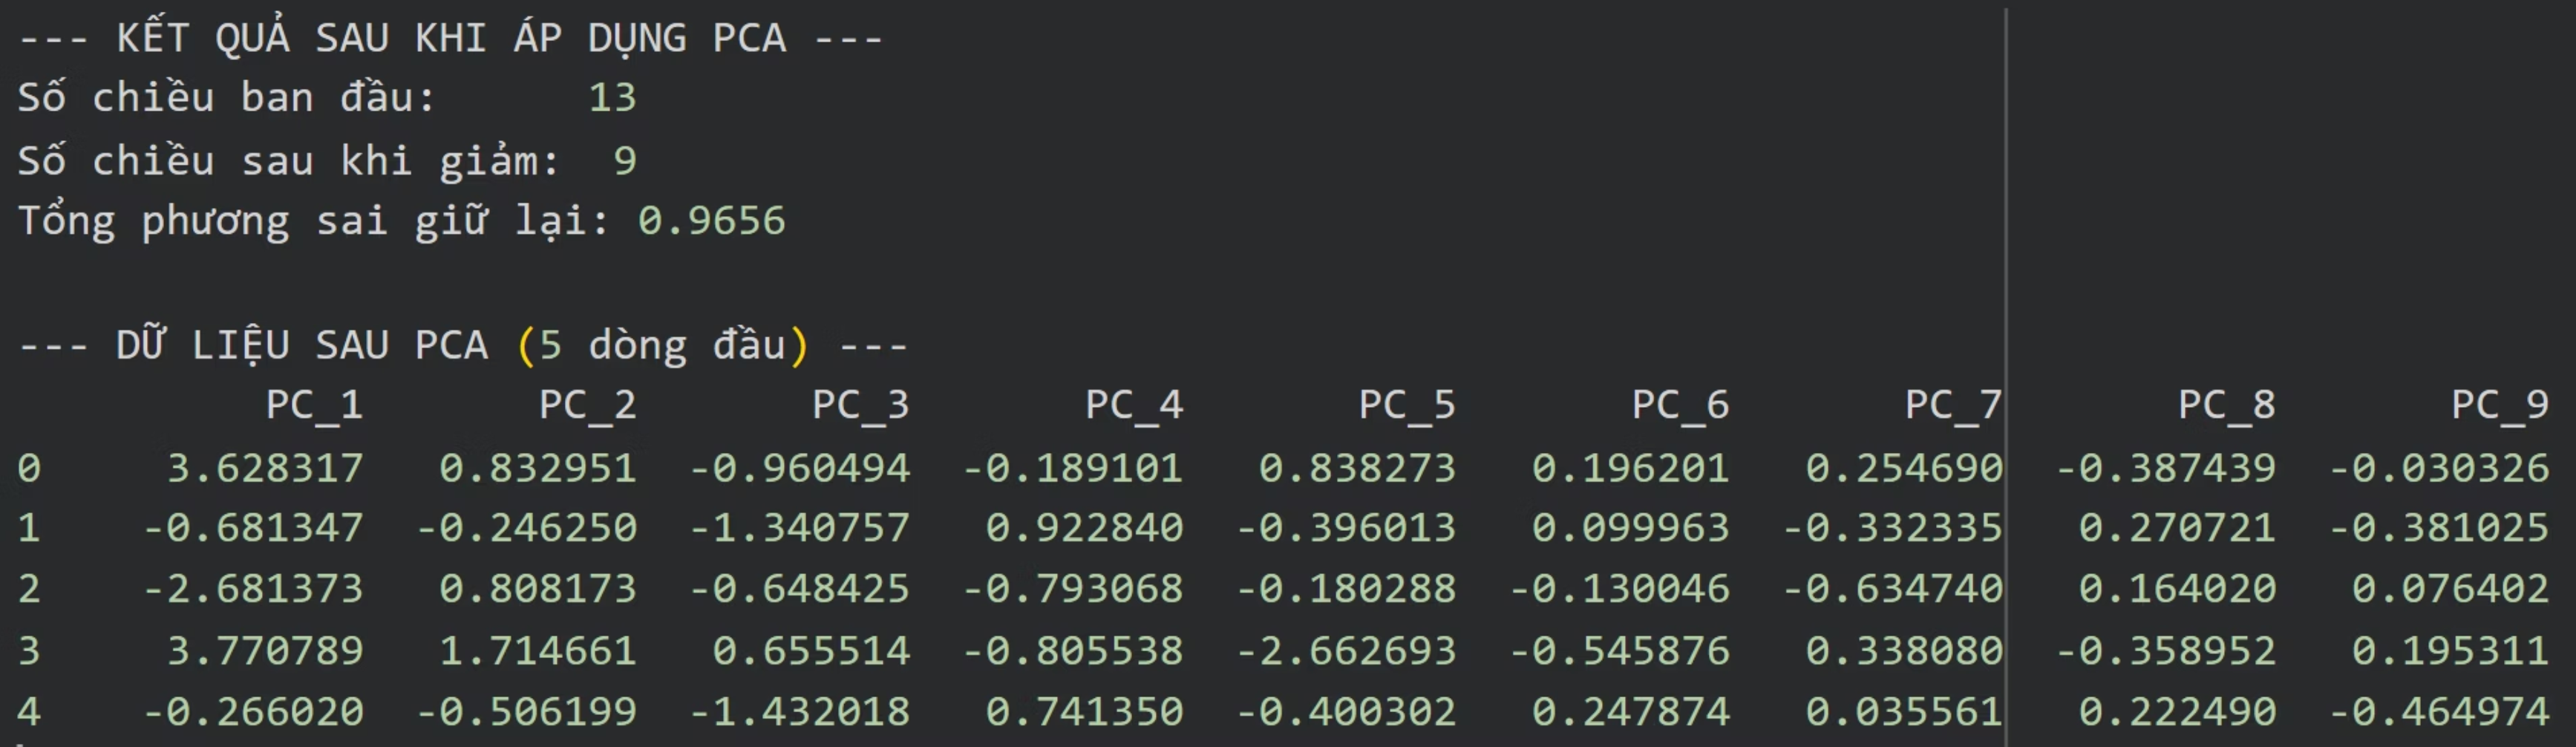 --- KẾT QUẢ SAU KHI ÁP DỤNG PCA ---
Số chiều ban đầu:      13
Số chiều sau khi giảm:  9
Tổng phương sai giữ lại: 0.9656
--- DỮ LIỆU SAU PCA (5 dòng đầu) ---
PC_1 PC_2 PC_3 PC_4 PC_5 PC_6 PC_7 PC_8 PC_9
0 3.628317 0.832951 -0.960494 -0.189101 0.838273 0.196201 0.254690 -0.387439 -0.030326
1 -0.681347 -0.246250 -1.340757 0.922840 -0.396013 0.099963 -0.332335 0.270721 -0.381025
2 -2.681373 0.808173 -0.648425 -0.793068 -0.180288 -0.130046 -0.634740 0.164020 0.076402
3 3.770789 1.714661 0.655514 -0.805538 -2.662693 -0.545876 0.338080 -0.358952 0.195311
4 -0.266020 -0.506199 -1.432018 0.741350 -0.400302 0.247874 0.035561 0.222490 -0.464974